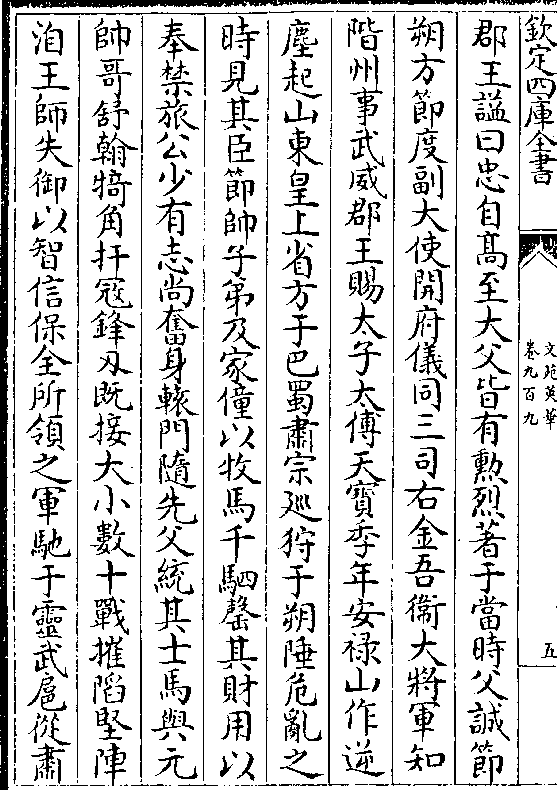 欽定四庫全書
文苑英華
卷九百九
五
郡王謚曰忠自髙至大父皆有勲烈著于當時父誠節
朔方節度副大使開府儀同三司右金吾衞大將軍知
階州事武威郡王賜太子太傅天寳季年安禄山作逆
塵起山東皇上省方于巴蜀肅宗廵狩于朔陲危亂之
時見其臣節帥子弟及家僮以牧馬千駟罄其財用以
奉禁旅公少有志尚奮身轅門隨先父統其士馬與元
帥哥舒翰犄角扞冦鋒刃既接大小數十戰摧䧟堅陣
洎王師失御以智信保全所領之軍馳于靈武扈從肅